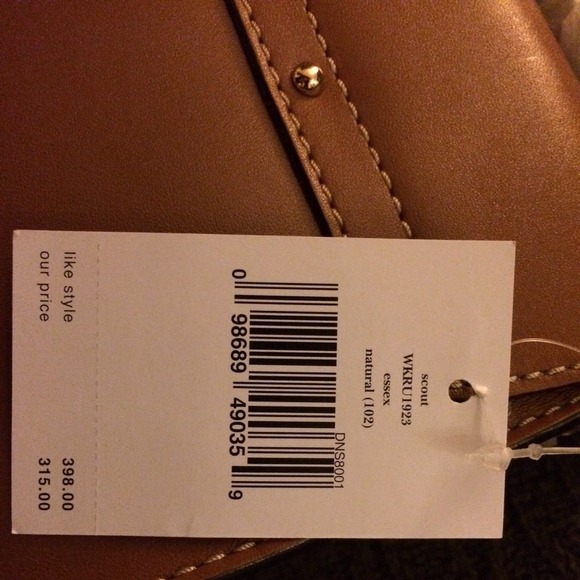 scout
WKRU1923
essex
natural (102)
DNS8001
0 98689 49035 9
like style 398.00
our price 315.00